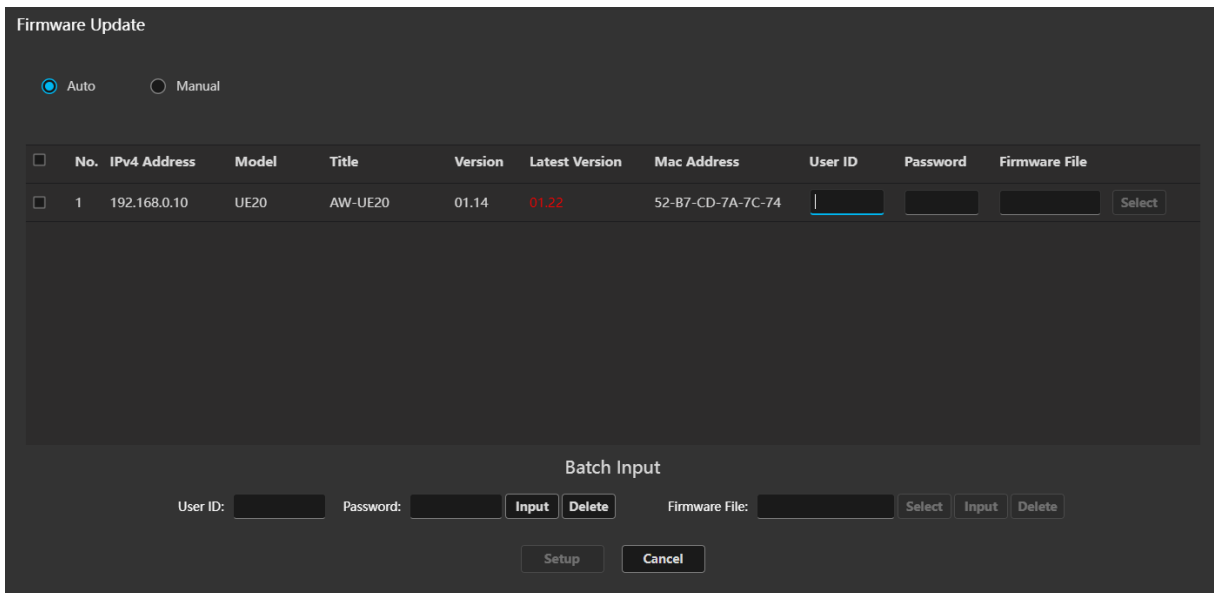 Firmware Update
Auto Manual
No. IPv4 Address Model Title Version Latest Version Mac Address User ID Password Firmware File
1 192.168.0.10 UE20 AW-UE20 01.14 01.22 52-B7-CD-7A-7C-74 Select
Batch Input
User ID: Password: Input Delete Firmware File: Select Input Delete
Setup Cancel